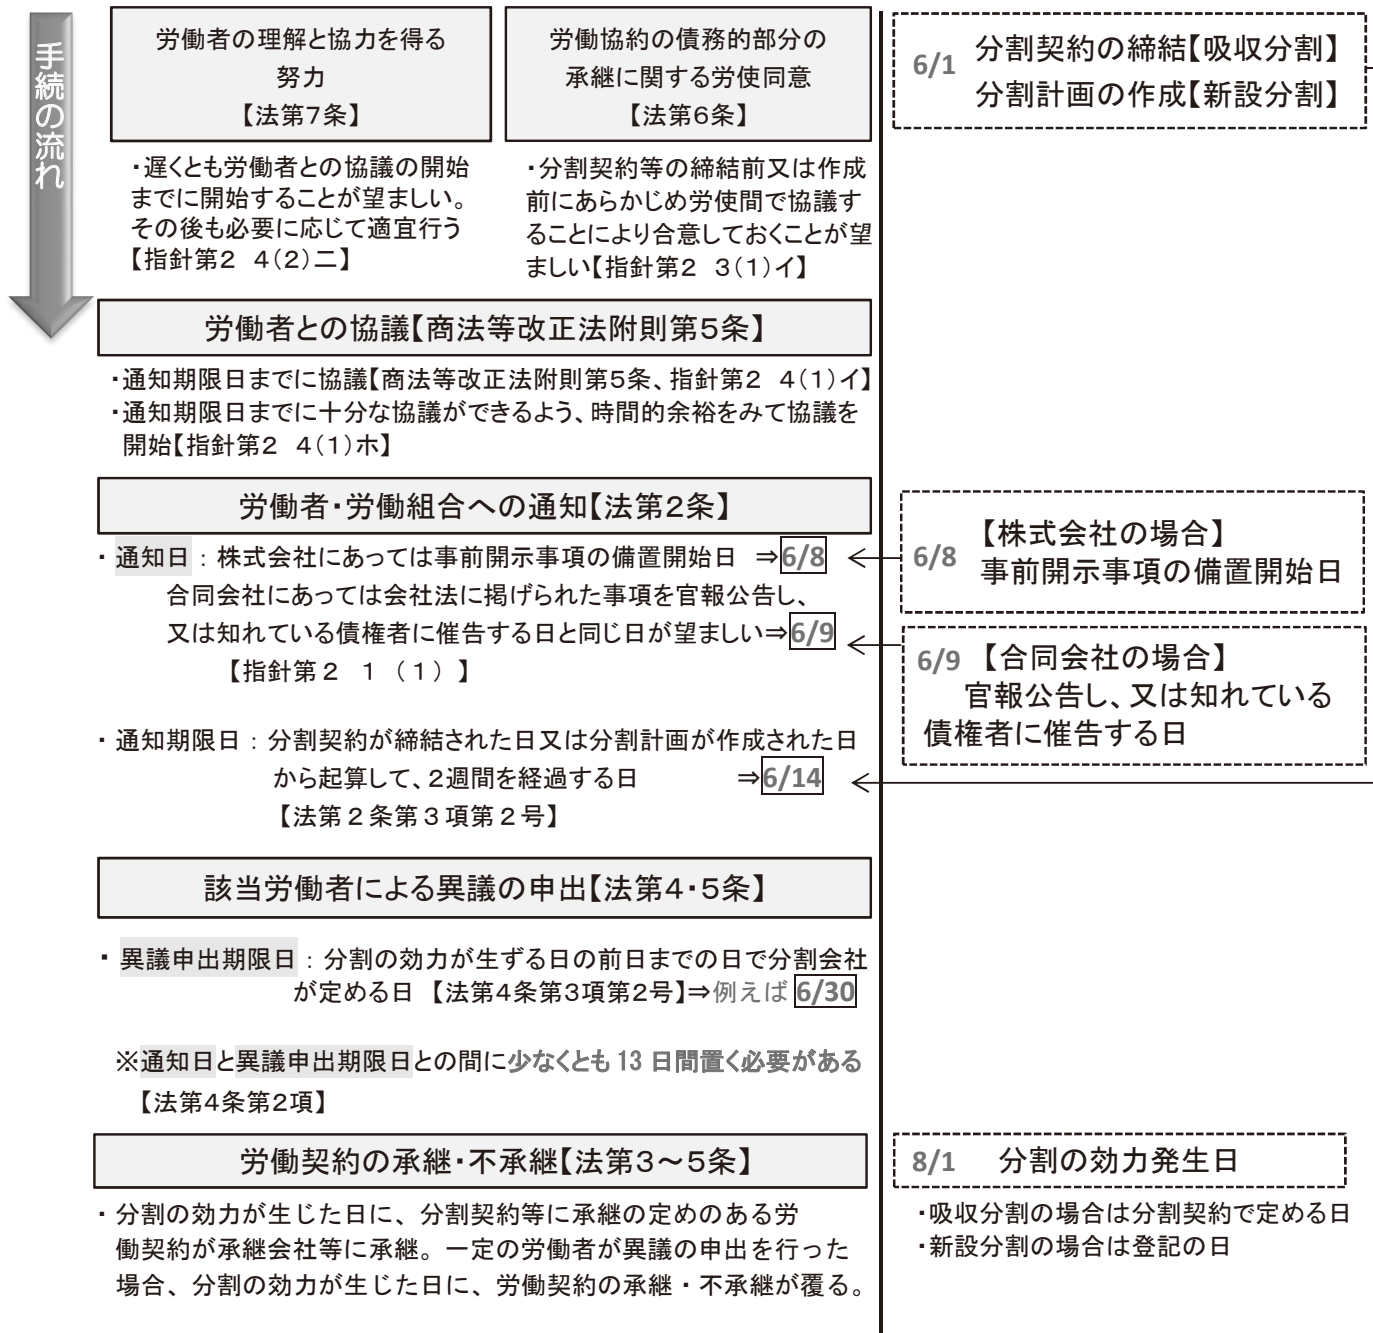 手続の流れ
労働者の理解と協力を得る
努力
【法第７条】
労働協約の債務的部分の
承継に関する労使同意
【法第６条】
・遅くとも労働者との協議の開始
までに開始することが望ましい。
その後も必要に応じて適宜行う
【指針第２　４（２）ニ】
・分割契約等の締結前又は作成
前にあらかじめ労使間で協議す
ることにより合意しておくことが望
ましい【指針第２　３（１）イ】
6/1
分割契約の締結【吸収分割】
分割計画の作成【新設分割】
労働者との協議【商法等改正法附則第５条】
・通知期限日までに協議【商法等改正法附則第５条、指針第２　４（１）イ】
・通知期限日までに十分な協議ができるよう、時間的余裕をみて協議を
開始【指針第２　４（１）ホ】
労働者・労働組合への通知【法第２条】
・通知日：株式会社にあっては事前開示事項の備置開始日　⇒6/8
合同会社にあっては会社法に掲げられた事項を官報公告し、
又は知れている債権者に催告する日と同じ日が望ましい⇒6/9
【指針第２　１（１）】
・通知期限日：分割契約が締結された日又は分割計画が作成された日
から起算して、２週間を経過する日　⇒6/14
【法第２条第３項第２号】
6/8
【株式会社の場合】
事前開示事項の備置開始日
6/9 【合同会社の場合】
官報公告し、又は知れている
債権者に催告する日
該当労働者による異議の申出【法第４・５条】
・異議申出期限日：分割の効力が生ずる日の前日までの日で分割会社
が定める日【法第４条第３項第２号】⇒例えば 6/30
※通知日と異議申出期限日との間に少なくとも 13 日間置く必要がある
【法第４条第２項】
労働契約の承継・不承継【法第３～５条】
・分割の効力が生じた日に、分割契約等に承継の定めのある労
働契約が承継会社等に承継。一定の労働者が異議の申出を行った
場合、分割の効力が生じた日に、労働契約の承継・不承継が覆る。
8/1　分割の効力発生日
・吸収分割の場合は分割契約で定める日
・新設分割の場合は登記の日